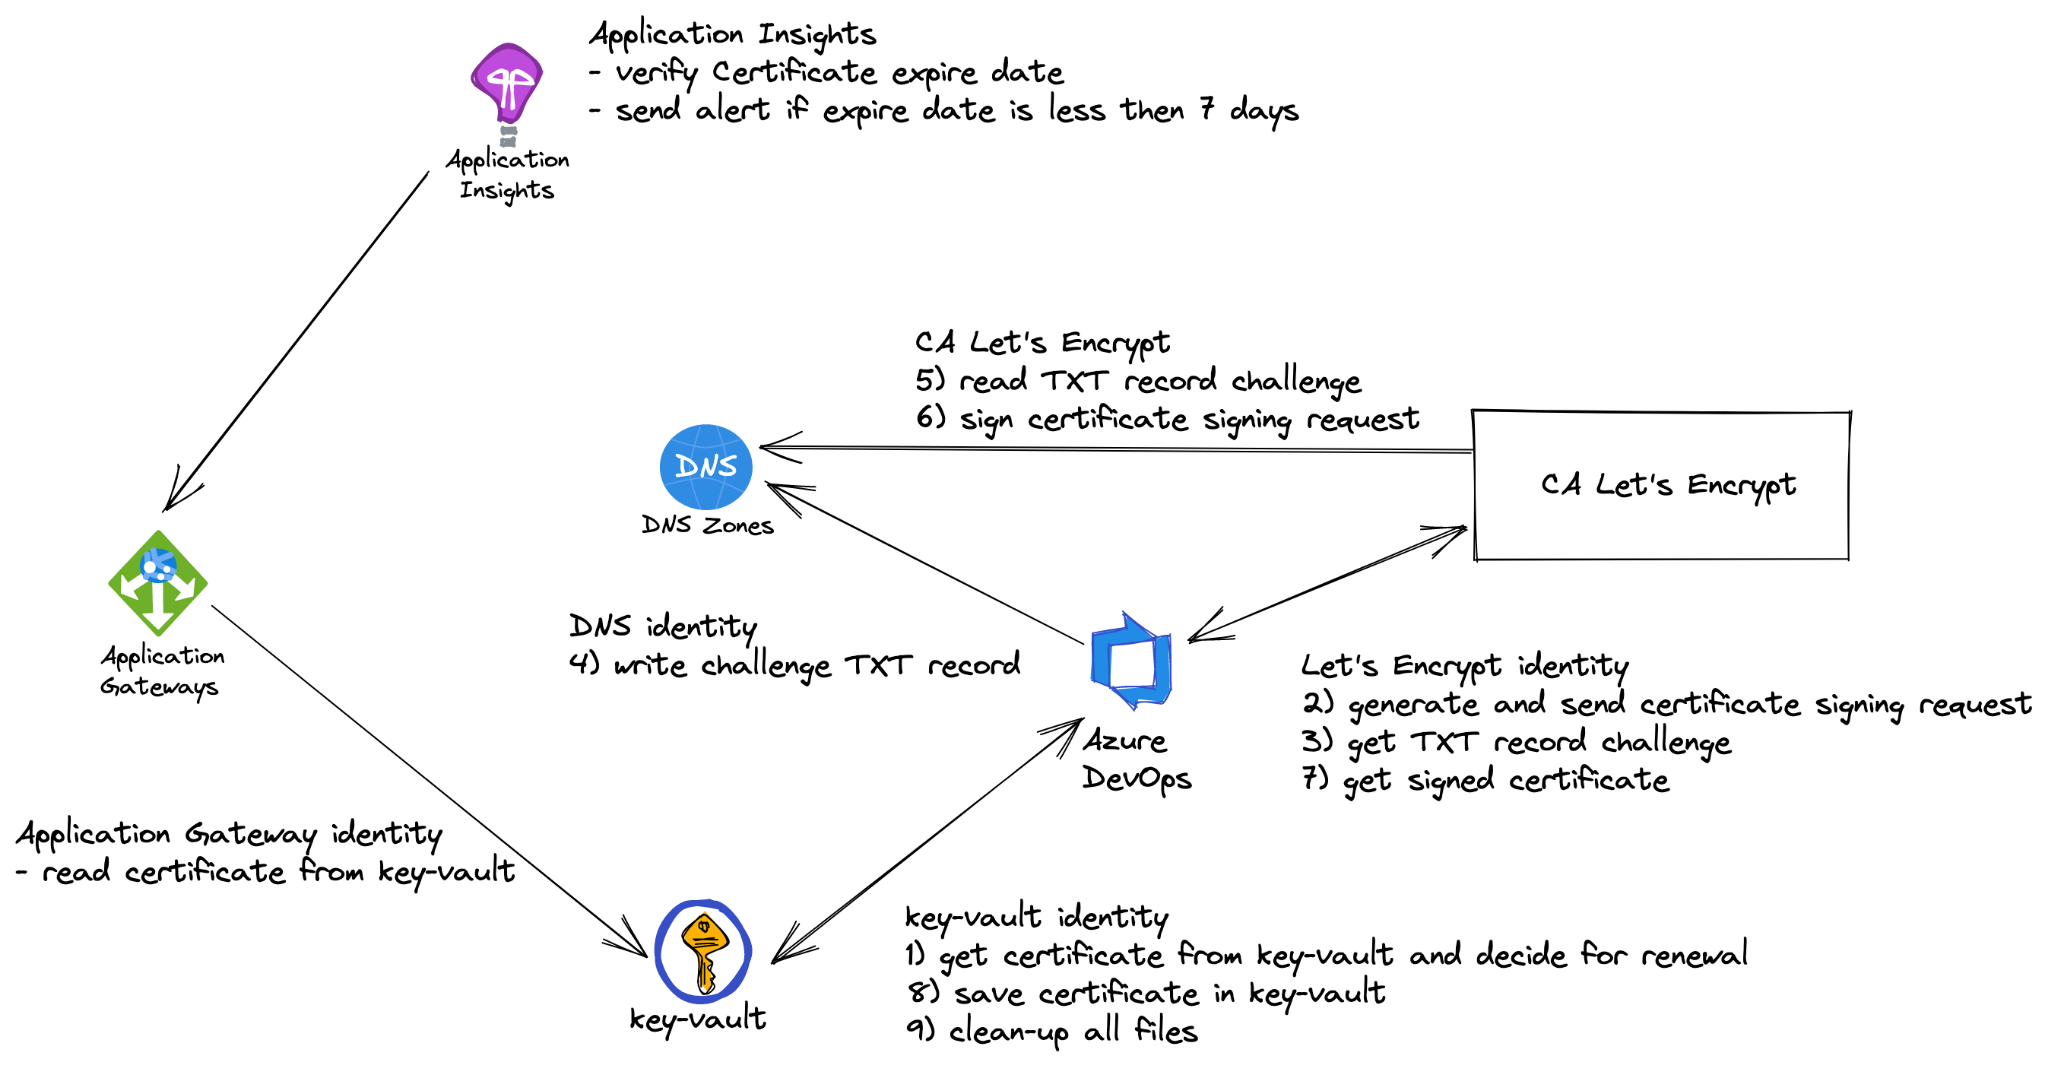 Application Insights
- verify Certificate expire date
- send alert if expire date is less then 7 days
Application
Insights
CA Let's Encrypt
5) read TXT record challenge
6) sign certificate signing request
DNS
DNS Zones
CA Let's Encrypt
DNS identity
4) write challenge TXT record
Application
Gateways
Azure
DevOps
Let's Encrypt identity
2) generate and send certificate signing request
3) get TXT record challenge
7) get signed certificate
Application Gateway identity
- read certificate from key-vault
key-vault
key-vault identity
1) get certificate from key-vault and decide for renewal
8) save certificate in key-vault
9) clean-up all files